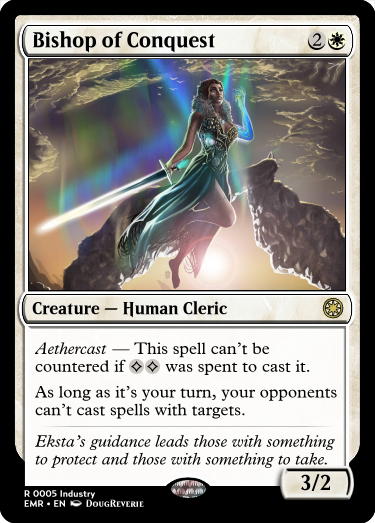 Bishop of Conquest 2
Creature — Human Cleric
Aethercast — This spell can't be
countered if was spent to cast it.
As long as it's your turn, your opponents
can't cast spells with targets.
Eksta's guidance leads those with something
to protect and those with something to take.
3/2
R 0005 Industry
EMR • EN DougReverie